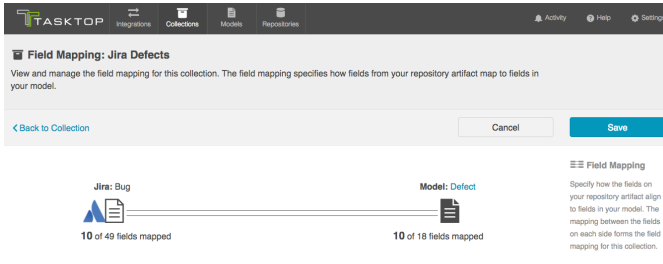 TASKTOP
Integrations
Collections
Models
Repositories
Activity
Help
Settings
Field Mapping: Jira Defects
View and manage the field mapping for this collection. The field mapping specifies how fields from your repository artifact map to fields in
your model.
Back to Collection
Cancel
Save
Field Mapping
Specify how the fields on
your repository artifact align
to fields in your model. The
mapping between the fields
on each side forms the field
mapping for this collection.
Jira: Bug
Model: Defect
10 of 49 fields mapped
10 of 18 fields mapped